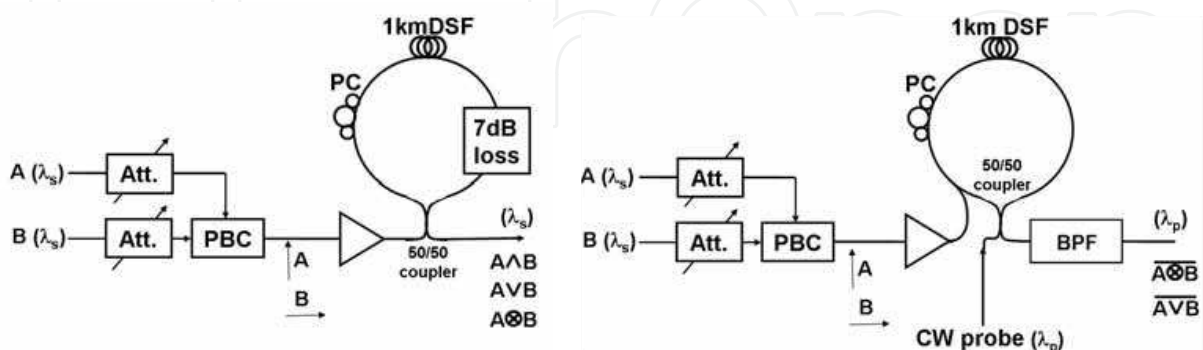 1kmDSF
PC
7dB
loss
A (λs)
Att.
B (λs)
Att.
PBC
A
B
50/50
coupler
(λs)
A∧B
A∨B
A⊗B
1km DSF
PC
50/50
coupler
A (λs)
Att.
B (λs)
Att.
PBC
A
B
BPF
(λp)
A̅⊗̅B̅
A̅∨̅B̅
CW probe (λp)